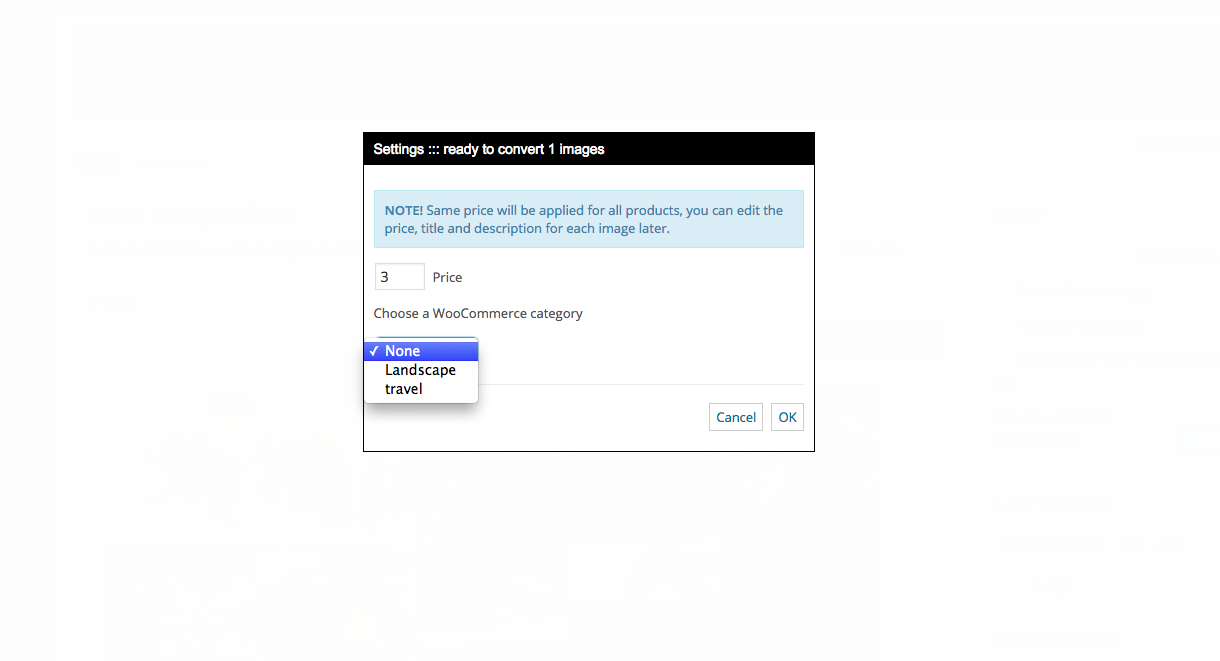 Settings ::: ready to convert 1 images
NOTE! Same price will be applied for all products, you can edit the
price, title and description for each image later.
3 Price
Choose a WooCommerce category
✓ None
Landscape
travel
Cancel OK